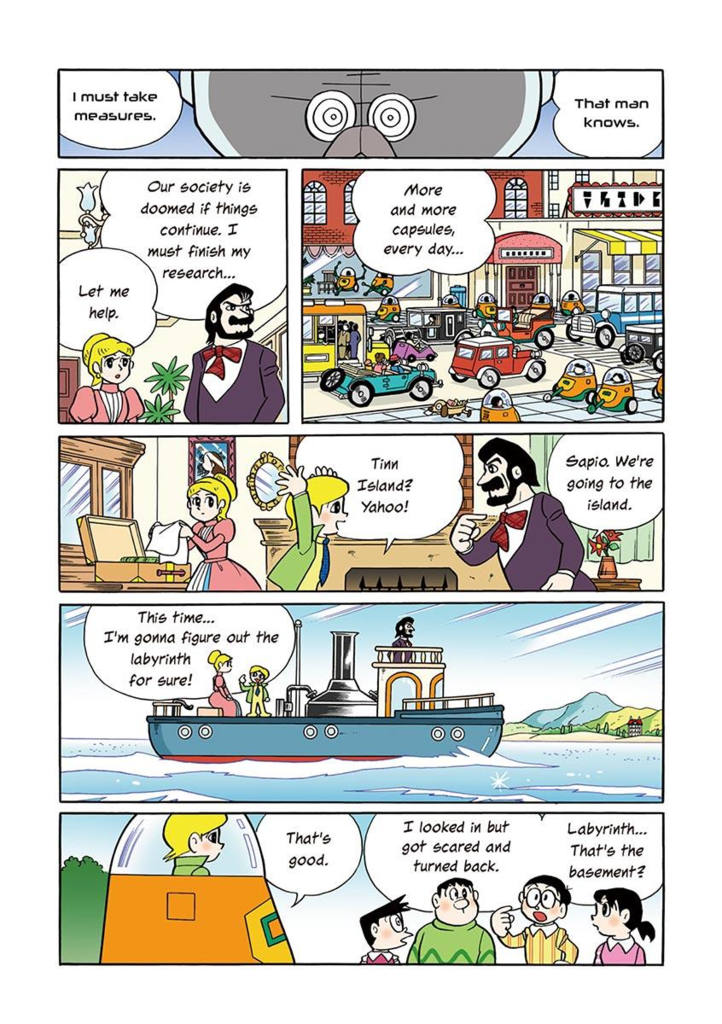 I must take
measures.
That man
knows.
Our society is
doomed if things
continue. I
must finish my
research...
Let me
help.
More
and more
capsules,
every day...
Tinn
Island?
Yahoo!
Sapio. We're
going to the
island.
This time...
I'm gonna figure out the
labyrinth
for sure!
That's
good.
I looked in but
got scared and
turned back.
Labyrinth...
That's the
basement?